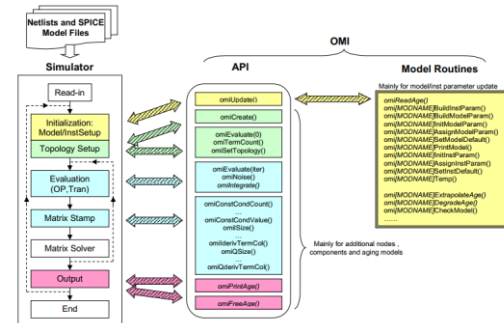 Netlists and SPICE
Model Files
OMI
Simulator
API
Model Routines
Mainly for model/inst parameter update
Read-in
Initialization:
Model/InstSetup
Topology Setup
Evaluation
(OP,Tran)
Matrix Stamp
Matrix Solver
Output
End
omiUpdate()
omiCreate()
omiEvaluate(0)
omiTermCount()
omiSetTopology()
omiEvaluate(iter)
omiNoise()
omiIntegrate()
omiConstCondCount()
...
omiConstCondValue()
omiISize()
...
omiIderivTermCol()
omiQSize()
...
omiQderivTermCol()
omiPrintAge()
omiFreeAge()
omiReadAge()
omi[MODNAME]BuildInstParam()
omi[MODNAME]BuildModelParam()
omi[MODNAME]InitModelParam()
omi[MODNAME]AssignModelParam()
omi[MODNAME]SetModelDefault()
omi[MODNAME]PrintModel()
omi[MODNAME]InitInstParam()
omi[MODNAME]AssignInstParam()
omi[MODNAME]SetInstDefault()
omi[MODNAME]Temp()
omi[MODNAME]ExtrapolateAge()
omi[MODNAME]DegradeAge()
omi[MODNAME]CheckModel()
......
Mainly for additional nodes ,
components and aging models